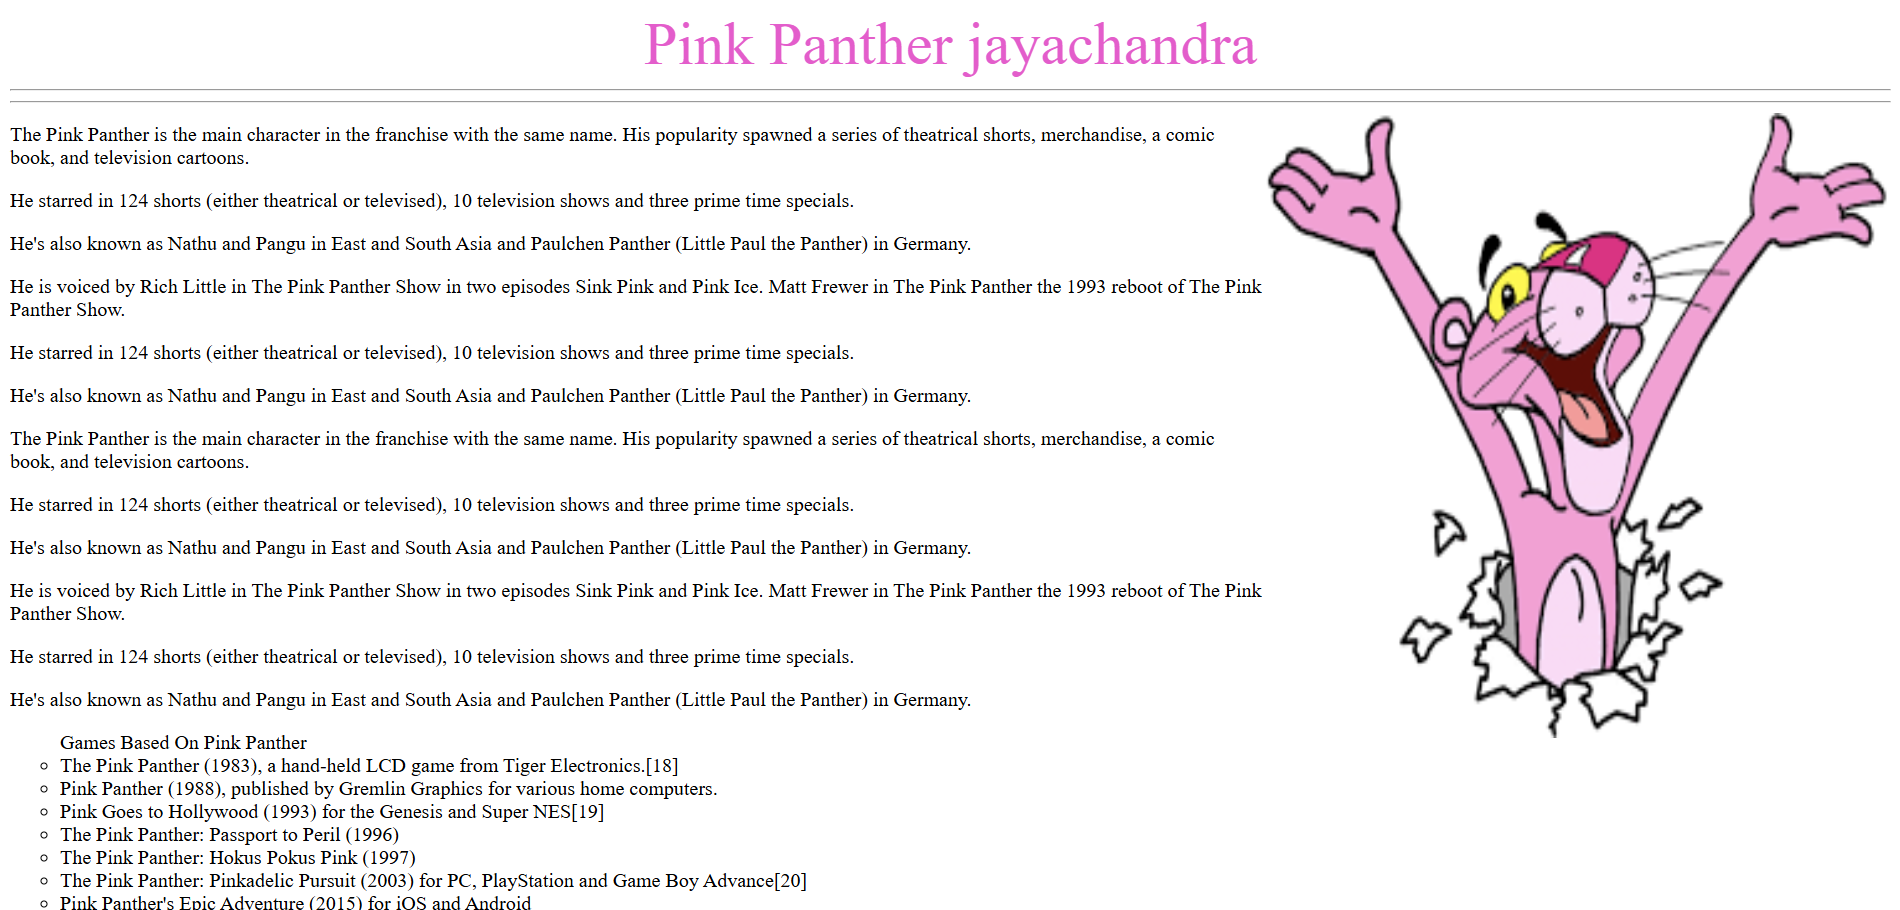 Pink Panther jayachandra
The Pink Panther is the main character in the franchise with the same name. His popularity spawned a series of theatrical shorts, merchandise, a comic
book, and television cartoons.
He starred in 124 shorts (either theatrical or televised), 10 television shows and three prime time specials.
He's also known as Nathu and Pangu in East and South Asia and Paulchen Panther (Little Paul the Panther) in Germany.
He is voiced by Rich Little in The Pink Panther Show in two episodes Sink Pink and Pink Ice. Matt Frewer in The Pink Panther the 1993 reboot of The Pink
Panther Show.
He starred in 124 shorts (either theatrical or televised), 10 television shows and three prime time specials.
He's also known as Nathu and Pangu in East and South Asia and Paulchen Panther (Little Paul the Panther) in Germany.
The Pink Panther is the main character in the franchise with the same name. His popularity spawned a series of theatrical shorts, merchandise, a comic
book, and television cartoons.
He starred in 124 shorts (either theatrical or televised), 10 television shows and three prime time specials.
He's also known as Nathu and Pangu in East and South Asia and Paulchen Panther (Little Paul the Panther) in Germany.
He is voiced by Rich Little in The Pink Panther Show in two episodes Sink Pink and Pink Ice. Matt Frewer in The Pink Panther the 1993 reboot of The Pink
Panther Show.
He starred in 124 shorts (either theatrical or televised), 10 television shows and three prime time specials.
He's also known as Nathu and Pangu in East and South Asia and Paulchen Panther (Little Paul the Panther) in Germany.
Games Based On Pink Panther
The Pink Panther (1983), a hand-held LCD game from Tiger Electronics.[18]
Pink Panther (1988), published by Gremlin Graphics for various home computers.
Pink Goes to Hollywood (1993) for the Genesis and Super NES[19]
The Pink Panther: Passport to Peril (1996)
The Pink Panther: Hokus Pokus Pink (1997)
The Pink Panther: Pinkadelic Pursuit (2003) for PC, PlayStation and Game Boy Advance[20]
Pink Panther's Epic Adventure (2015) for iOS and Android